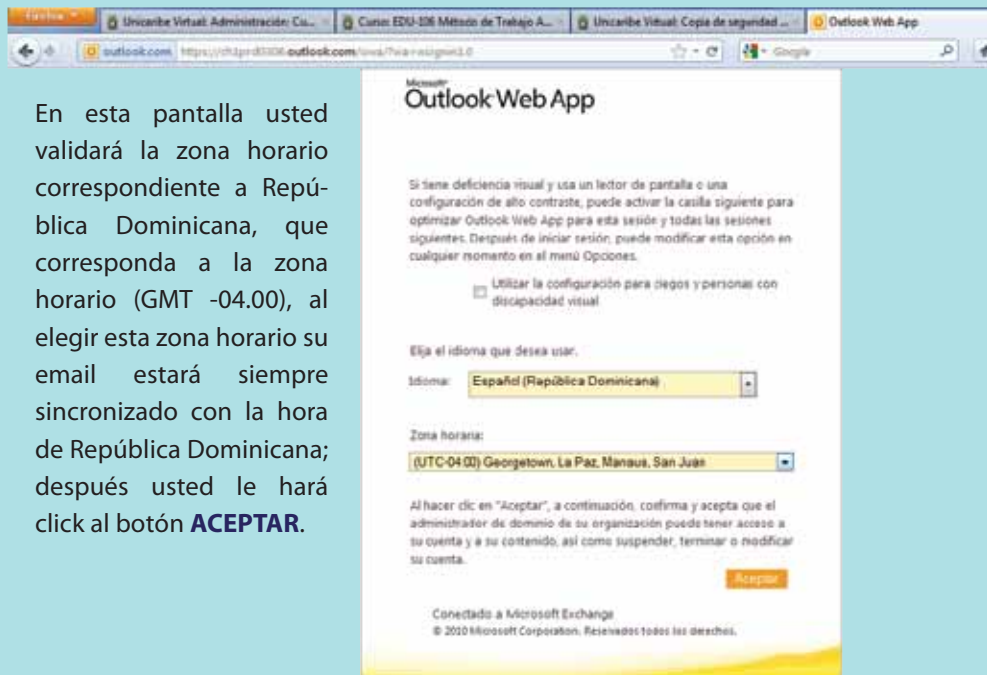 Firefox
Unicaribe Virtual: Administración: Cu...
Curso: EDU-106 Método de Trabajo A...
Unicaribe Virtual: Copia de seguridad ...
Outlook Web App
outlook.com
outlook.com
Google
En esta pantalla usted
validará la zona horario
correspondiente a Repú-
blica Dominicana, que
corresponda a la zona
horario (GMT -04.00), al
elegir esta zona horario su
email estará siempre
sincronizado con la hora
de República Dominicana;
después usted le hará
click al botón ACEPTAR.
Microsoft®
Outlook Web App
Si tiene deficiencia visual y usa un lector de pantalla o una
configuración de alto contraste, puede activar la casilla siguiente para
optimizar Outlook Web App para esta sesión y todas las sesiones
siguientes. Después de iniciar sesión, puede modificar esta opción en
cualquier momento en el menú Opciones.
Utilizar la configuración para ciegos y personas con
discapacidad visual
Elija el idioma que desea usar.
Idioma: Español (República Dominicana)
Zona horaria:
(UTC-04:00) Georgetown, La Paz, Manaus, San Juan
Al hacer clic en "Aceptar", a continuación, confirma y acepta que el
administrador de dominio de su organización puede tener acceso a
su cuenta y a su contenido, así como suspender, terminar o modificar
su cuenta.
Aceptar
Conectado a Microsoft Exchange
© 2010 Microsoft Corporation. Reservados todos los derechos.